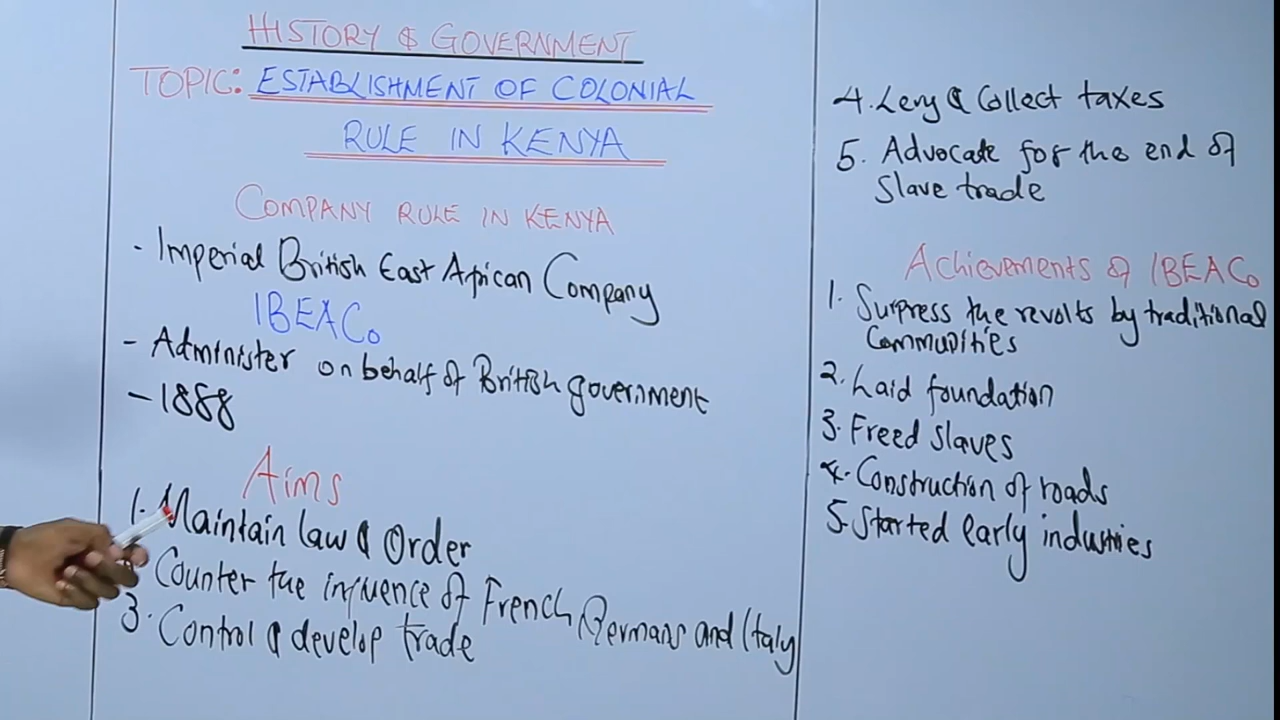 HISTORY & GOVERNMENT
TOPIC: ESTABLISHMENT OF COLONIAL
RULE IN KENYA
COMPANY RULE IN KENYA
- Imperial British East African Company
IBEACo
- Administer on behalf of British government
- 1888
Aims
1. Maintain law & Order
Counter the influence of French, Germans and Italy
3. Control & develop trade
4. Levy & Collect taxes
5. Advocate for the end of
Slave trade
Achievements of IBEACo
1. Surpress the revolts by traditional
Communities
2. Laid foundation
3. Freed slaves
4. Construction of roads
5. Started early industries